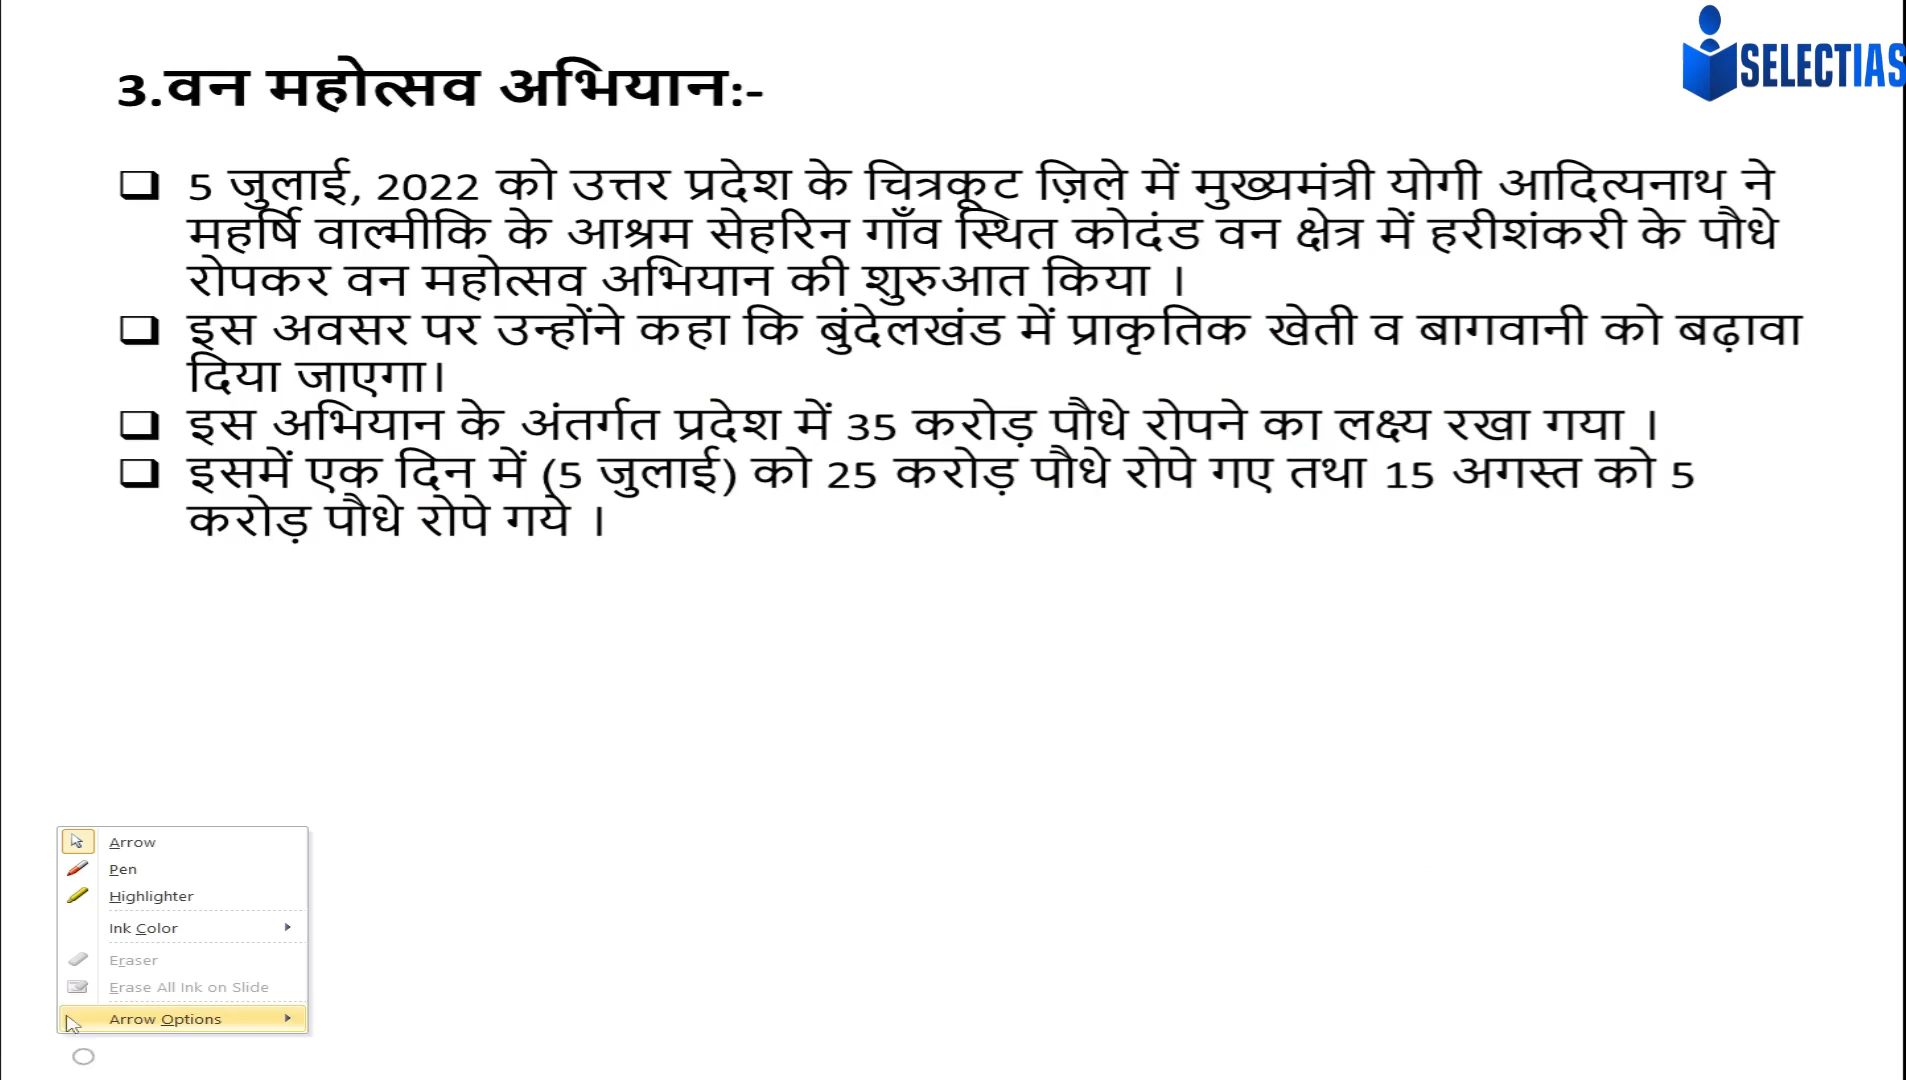 SELECTIAS
3.वन महोत्सव अभियान:-
5 जुलाई, 2022 को उत्तर प्रदेश के चित्रकूट ज़िले में मुख्यमंत्री योगी आदित्यनाथ ने
महर्षि वाल्मीकि के आश्रम सेहरिन गाँव स्थित कोदंड वन क्षेत्र में हरीशंकरी के पौधे
रोपकर वन महोत्सव अभियान की शुरुआत किया ।
इस अवसर पर उन्होंने कहा कि बुंदेलखंड में प्राकृतिक खेती व बागवानी को बढ़ावा
दिया जाएगा।
इस अभियान के अंतर्गत प्रदेश में 35 करोड़ पौधे रोपने का लक्ष्य रखा गया ।
इसमें एक दिन में (5 जुलाई) को 25 करोड़ पौधे रोपे गए तथा 15 अगस्त को 5
करोड़ पौधे रोपे गये ।
Arrow
Pen
Highlighter
Ink Color
Eraser
Erase All Ink on Slide
Arrow Options